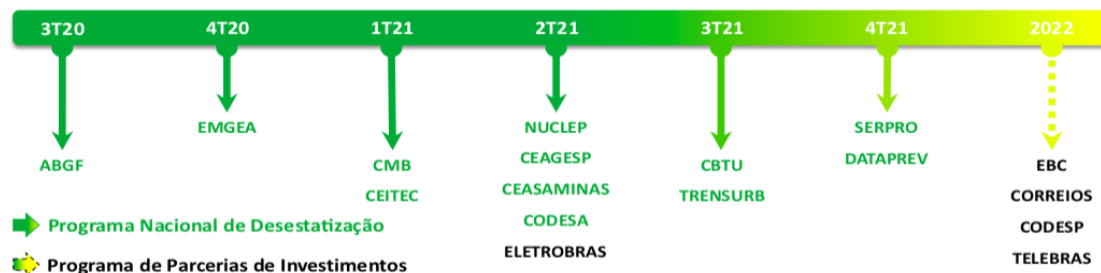 3T20 4T20 1T21 2T21 3T21 4T21 2022
EMGEA NUCLEP SERPRO
ABGF CMB CEAGESP CBTU DATAPREV EBC
CEITEC CEASAMINAS TRENSURB CORREIOS
Programa Nacional de Desestatização CODESA CODESP
ELETROBRAS TELEBRAS
Programa de Parcerias de Investimentos